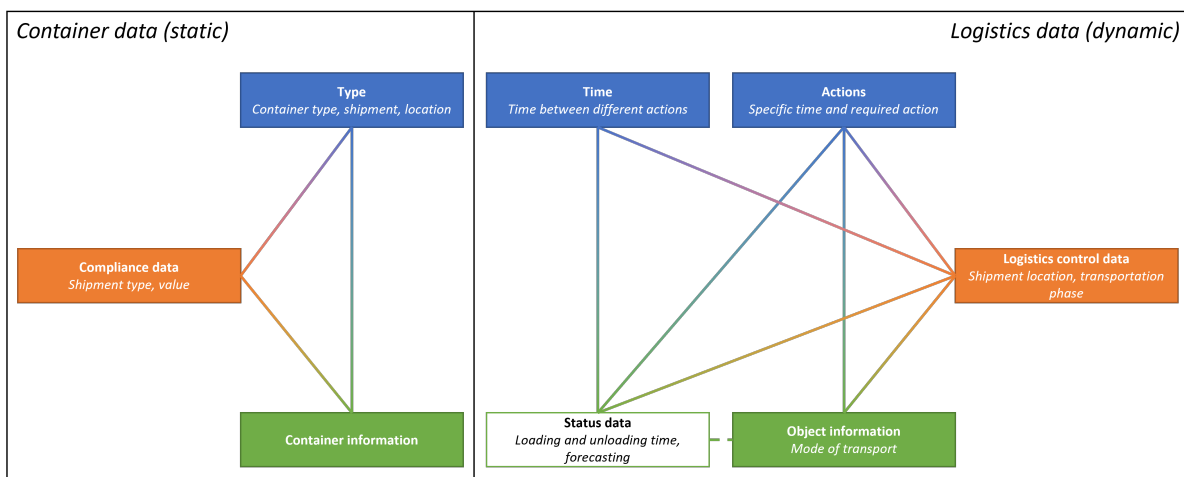 Container data (static)
Logistics data (dynamic)
Type
Container type, shipment, location
Time
Time between different actions
Actions
Specific time and required action
Compliance data
Shipment type, value
Logistics control data
Shipment location, transportation
phase
Container information
Status data
Loading and unloading time,
forecasting
Object information
Mode of transport